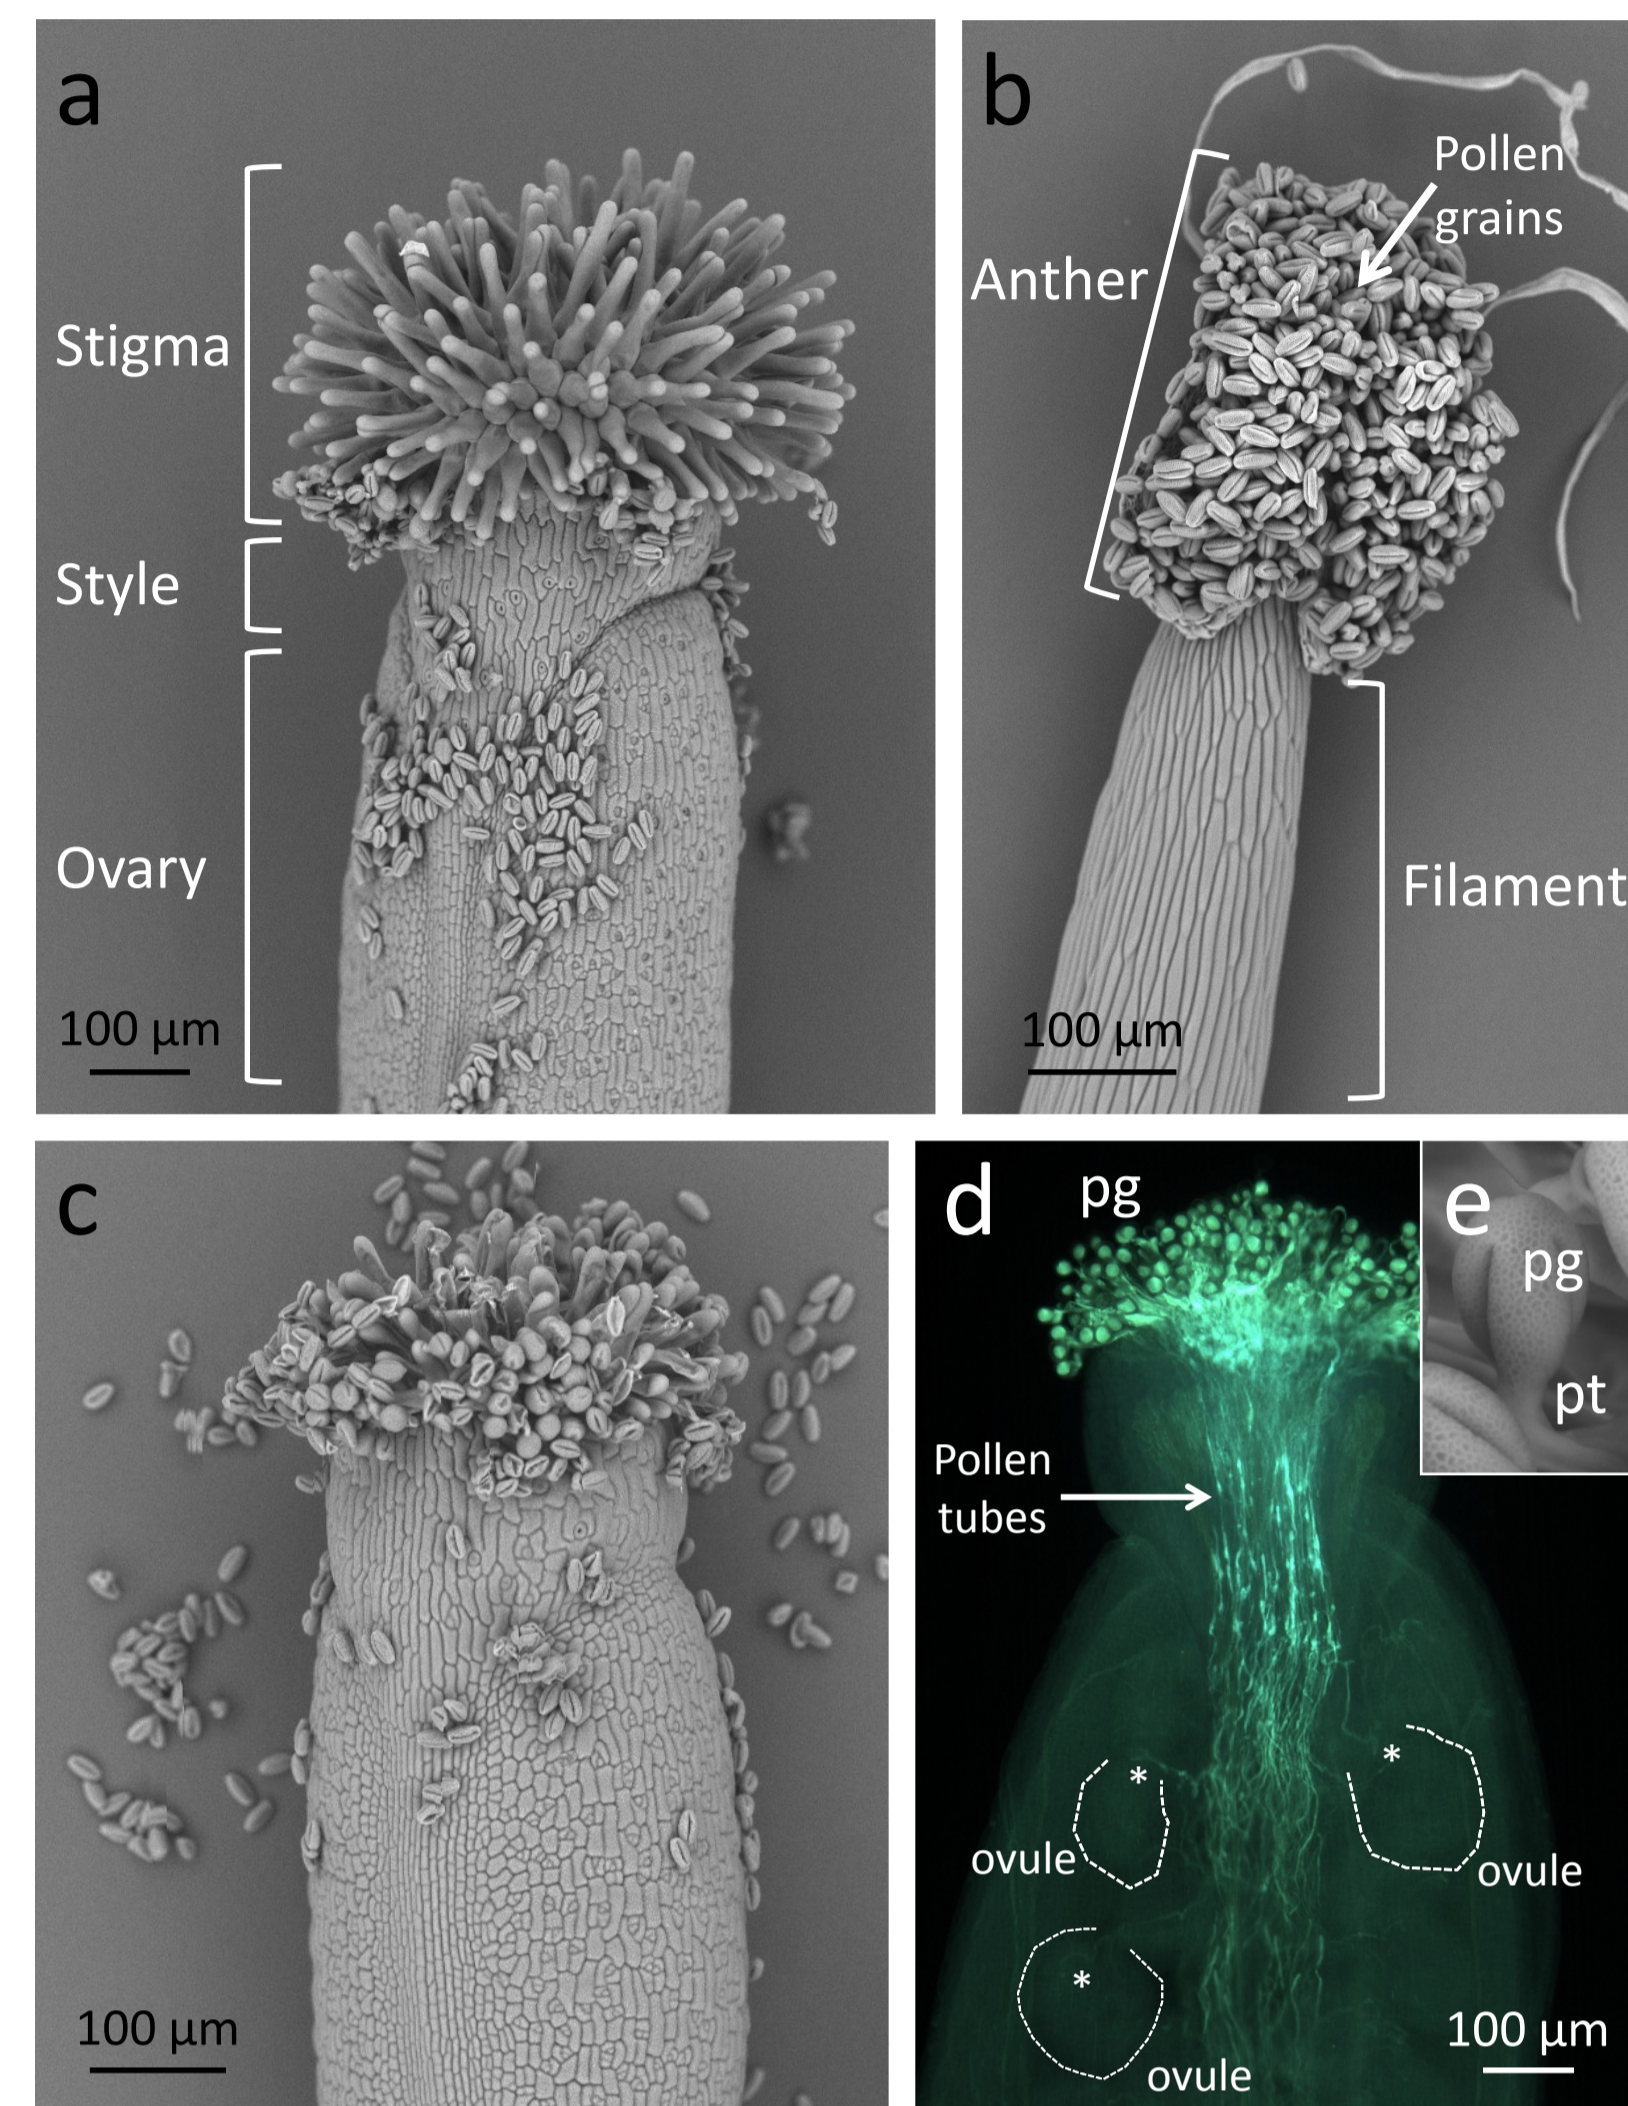 a
Stigma
Style
Ovary
100 µm
b
Pollen
grains
Anther
Filament
100 µm
c
100 µm
d
pg
Pollen
tubes
*
*
ovule
ovule
*
ovule
100 µm
e
pg
pt